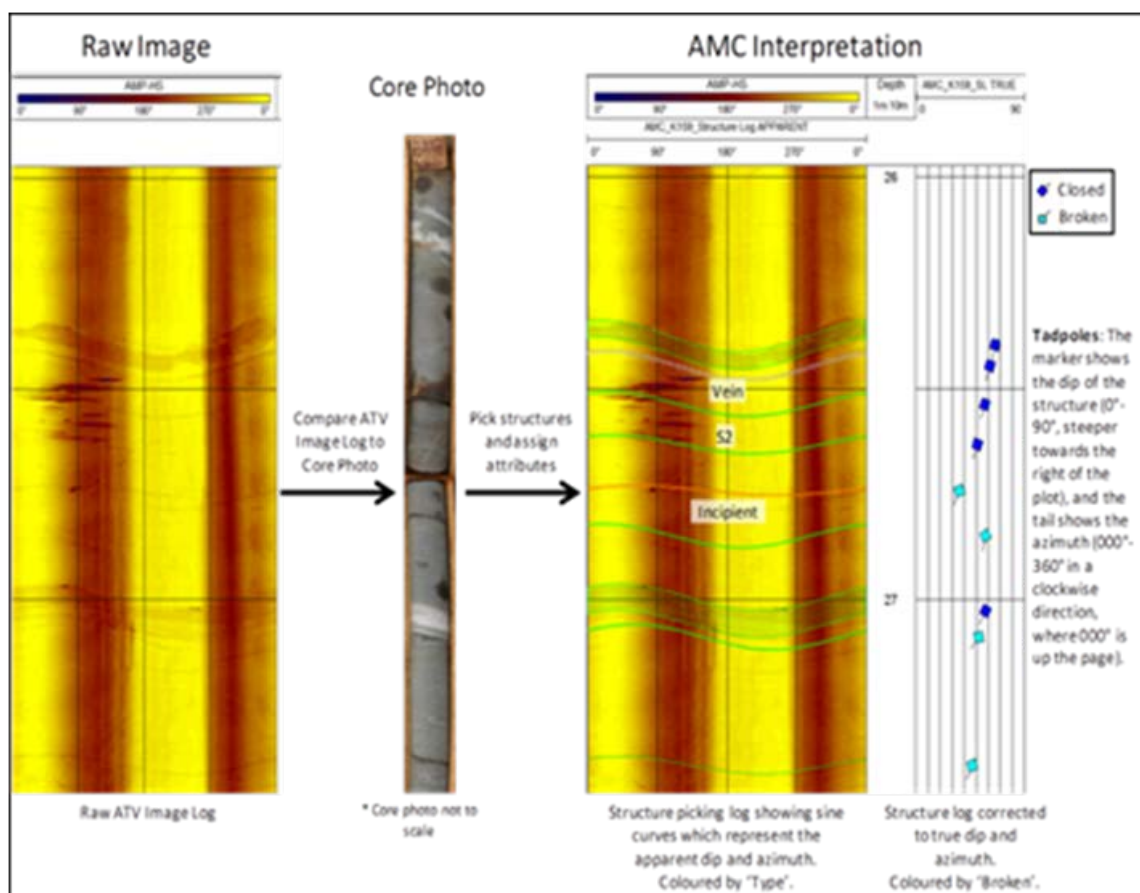 Raw Image
AMC Interpretation
Core Photo
AMP-HS
0° 90° 180° 270° 0°
AMP-HS
0° 90° 180° 270° 0°
Depth
1m:10m
AMC_K159_SL TRUE
0 90
AMC_K159_Structure Log APPARENT
0° 90° 180° 270° 0°
26
Closed
Broken
Vein
S2
Incipient
27
Compare ATV
Image Log to
Core Photo
Pick structures
and assign
attributes
Tadpoles: The
marker shows
the dip of the
structure (0°-
90°, steeper
towards the
right of the
plot), and the
tail shows the
azimuth (000°-
360° in a
clockwise
direction,
where 000° is
up the page).
Raw ATV Image Log
* Core photo not to
scale
Structure picking log showing sine
curves which represent the
apparent dip and azimuth.
Coloured by 'Type'.
Structure log corrected
to true dip and
azimuth.
Coloured by 'Broken'.